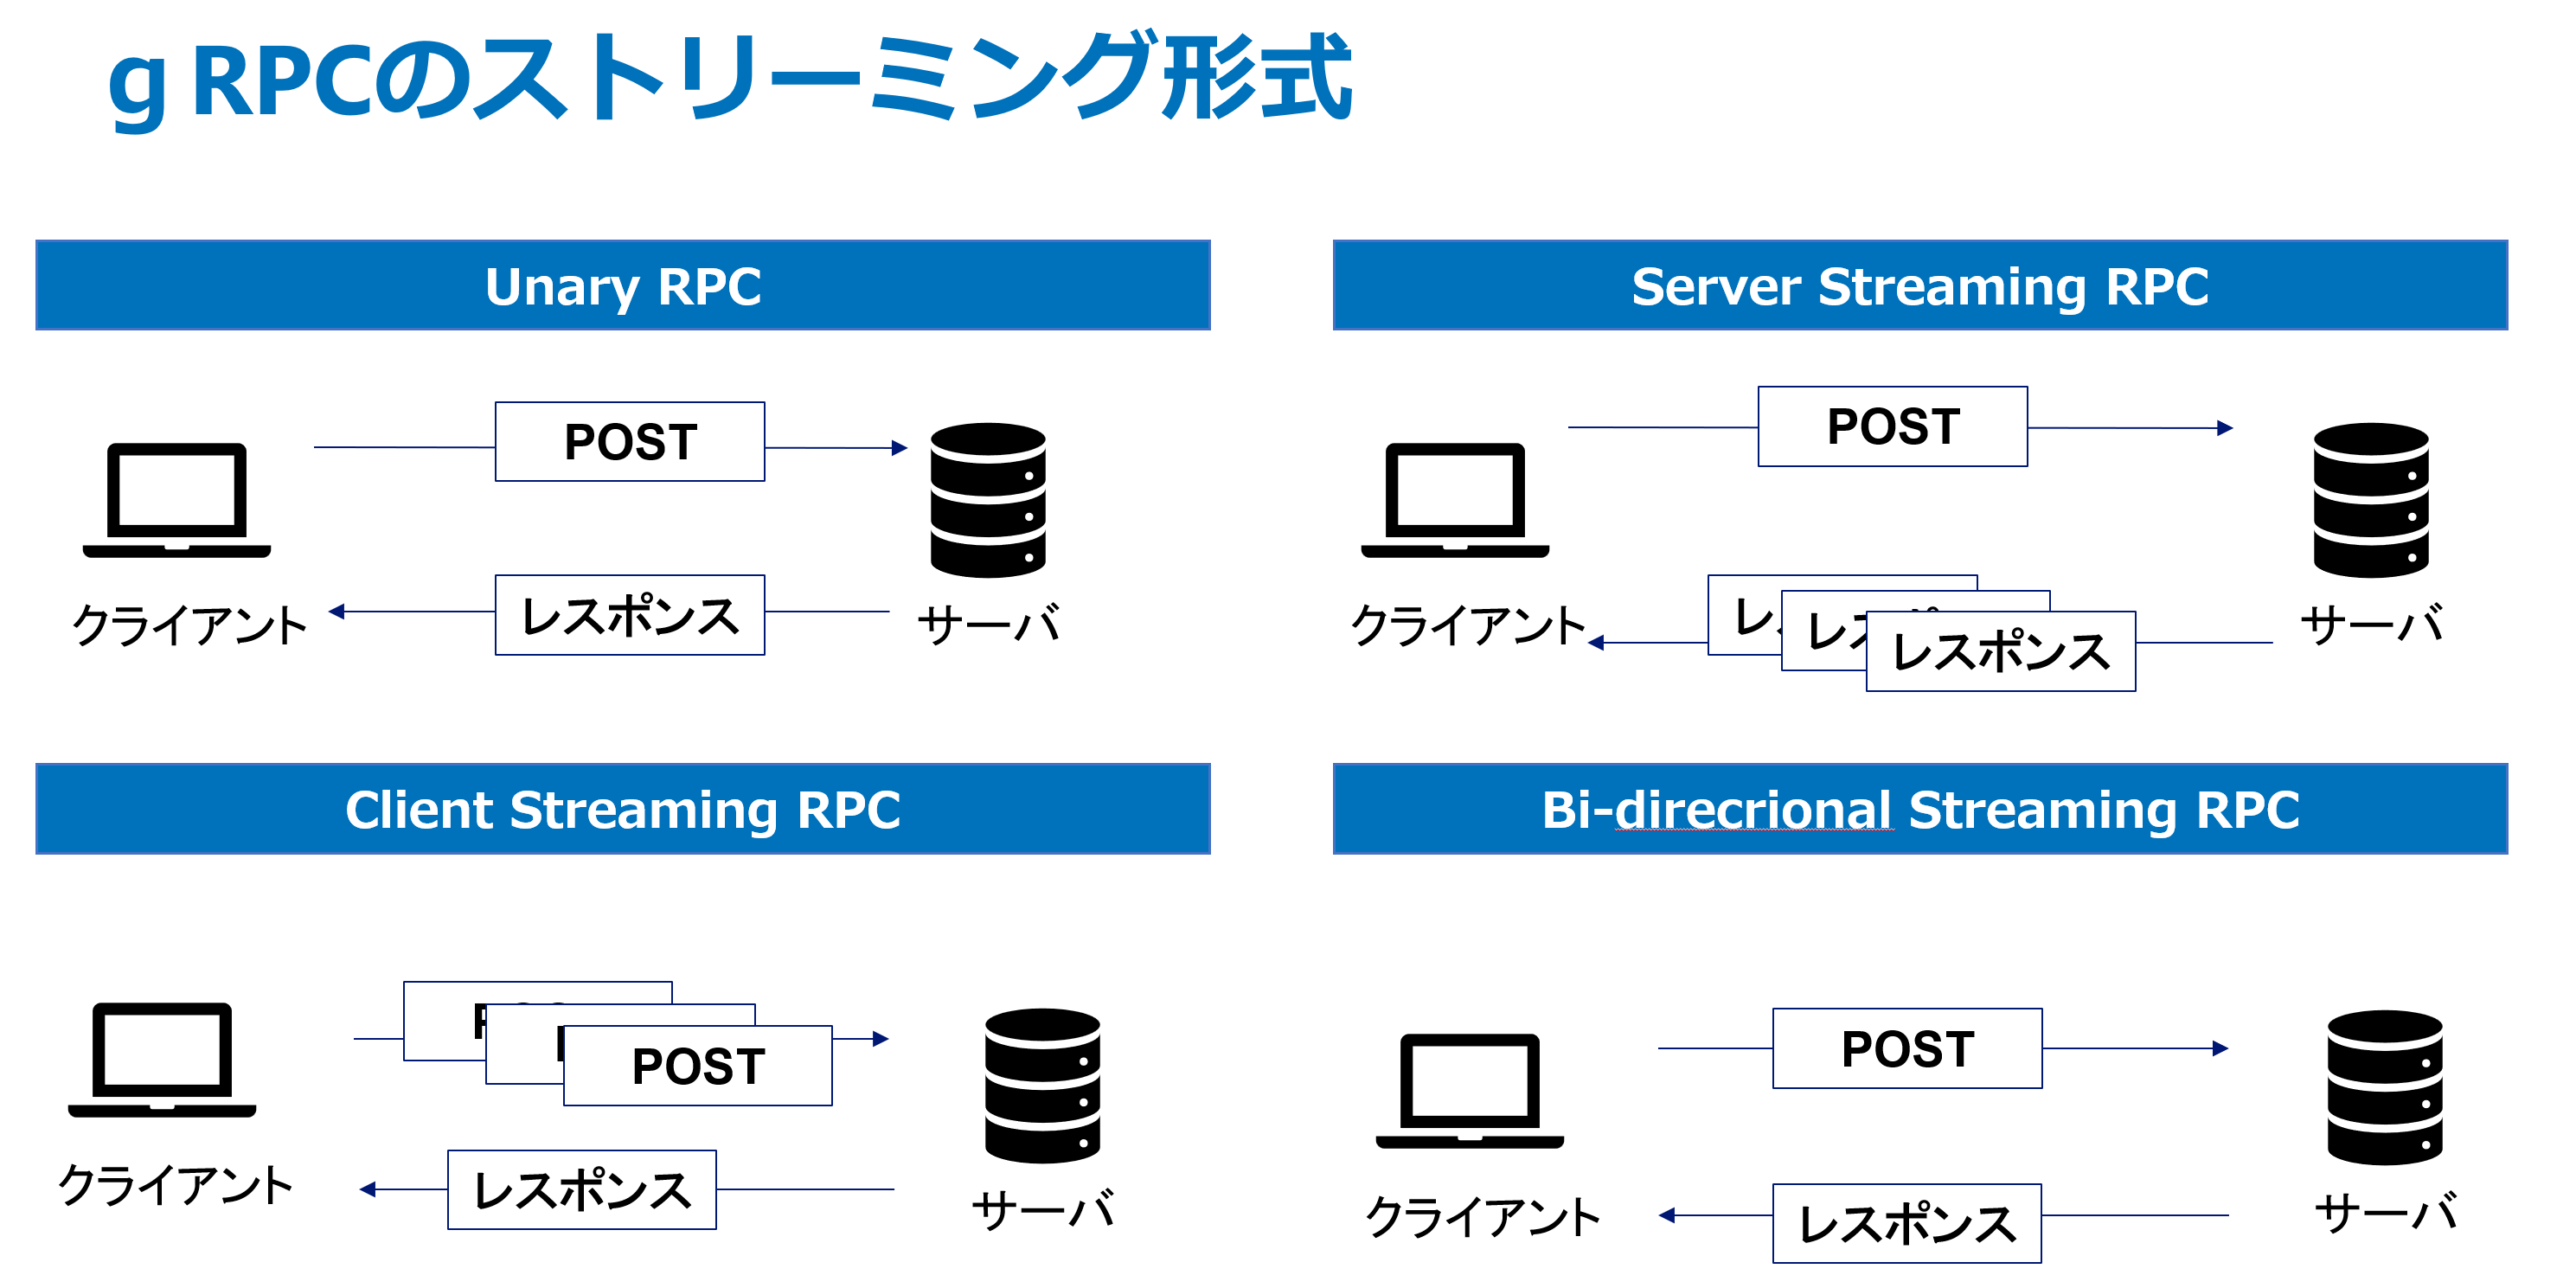 g RPCのストリーミング形式
Unary RPC
Server Streaming RPC
POST
レスポンス
クライアント
サーバ
POST
レ
レス
レスポンス
クライアント
サーバ
Client Streaming RPC
Bi-direcrional Streaming RPC
POST
レスポンス
クライアント
サーバ
POST
レスポンス
クライアント
サーバ